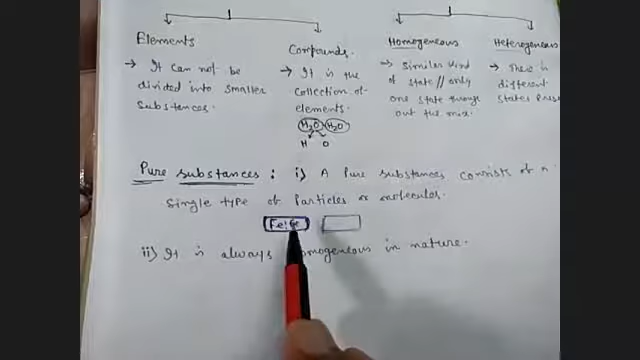 Elements
Compounds.
Homogeneous
Heterogeneous
→ It can not be
divided into smaller
substances.
→ It is the
collection of
elements.
H2O H2O
H O
→ Similar kind
of state // only
one state through
out the mix.
→ There is
different
states Prese
Pure substances : i) A Pure substances consists of a
single type of Particles or molecules.
Fe
ii) It is always homogeneous in nature.